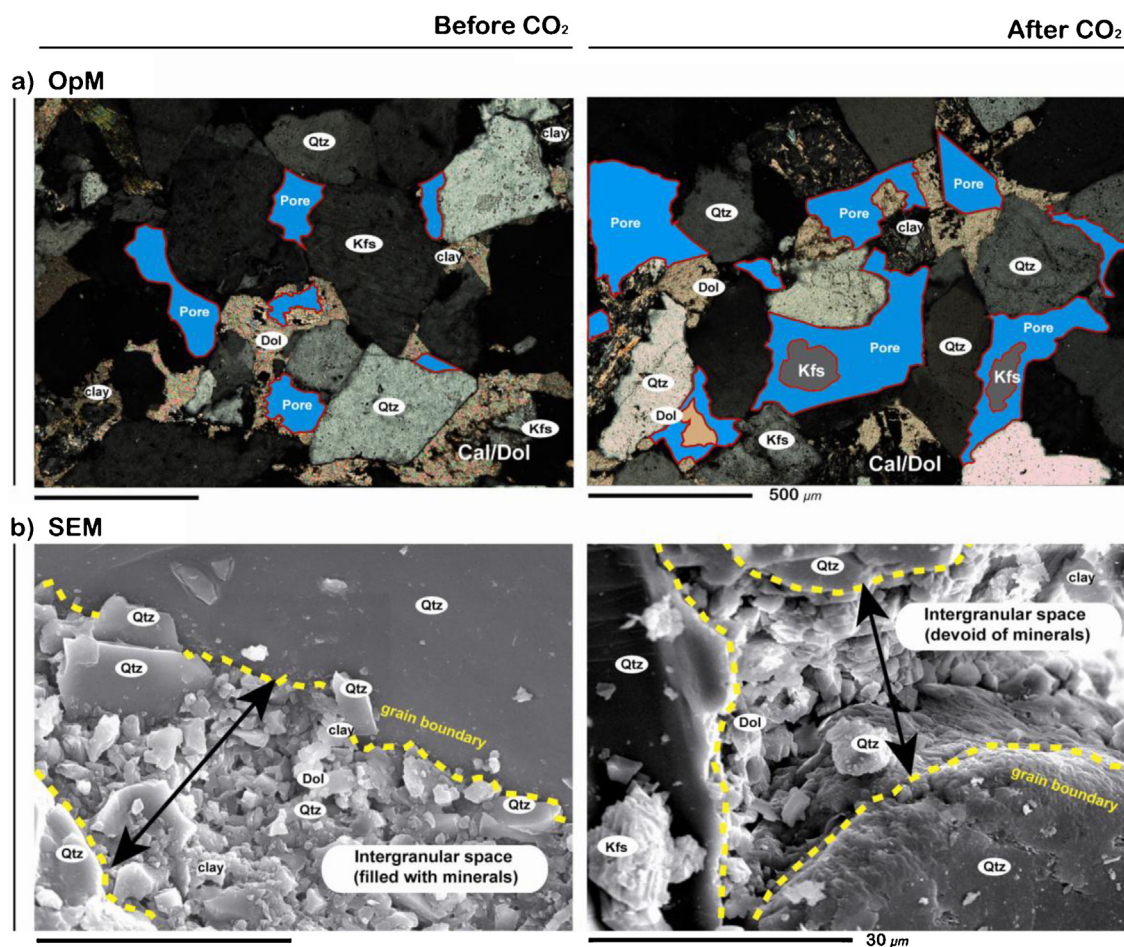 Before CO₂
After CO₂
a) OpM
Qtz
clay
Pore
Kfs
clay
Pore
Dol
clay
Pore
Qtz
Kfs
Cal/Dol
Pore
Qtz
Pore
Pore
clay
Qtz
Dol
Pore
Pore
Qtz
Kfs
Kfs
Qtz
Dol
Kfs
Cal/Dol
500 μm
b) SEM
Qtz
Qtz
Qtz
Qtz
grain boundary
clay
Dol
Qtz
Qtz
Qtz
clay
Intergranular space
(filled with minerals)
Qtz
clay
Intergranular space
(devoid of minerals)
Qtz
Dol
Qtz
grain boundary
Kfs
Qtz
30 μm